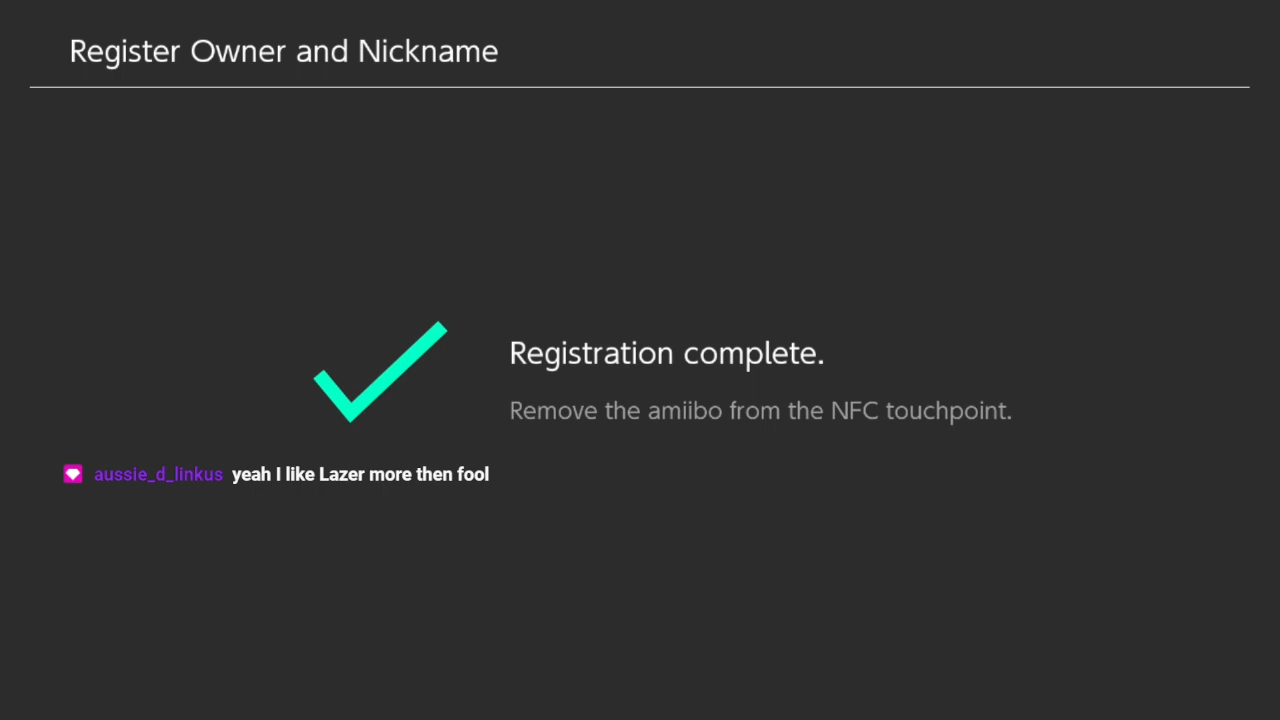 Register Owner and Nickname
Registration complete.
Remove the amiibo from the NFC touchpoint.
aussie_d_linkus yeah I like Lazer more then fool